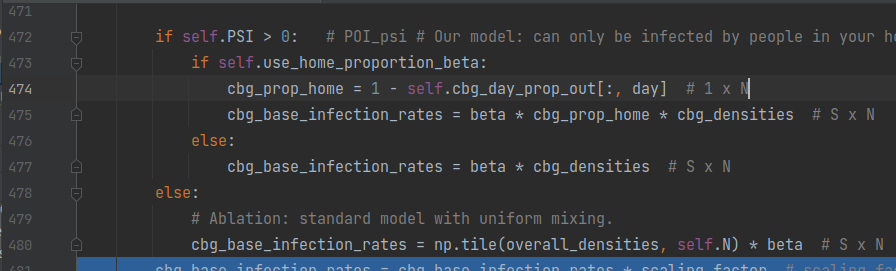 471
472 if self.PSI > 0: # POI_psi # Our model: can only be infected by people in your
473 if self.use_home_proportion_beta:
474 cbg_prop_home = 1 - self.cbg_day_prop_out[:, day] # 1 x N
475 cbg_base_infection_rates = beta * cbg_prop_home * cbg_densities # S x N
476 else:
477 cbg_base_infection_rates = beta * cbg_densities # S x N
478 else:
479 # Ablation: standard model with uniform mixing.
480 cbg_base_infection_rates = np.tile(overall_densities, self.N) * beta # S x N
481 cbg_base_infection_rates = cbg_base_infection_rates * scaling_factor # scaling